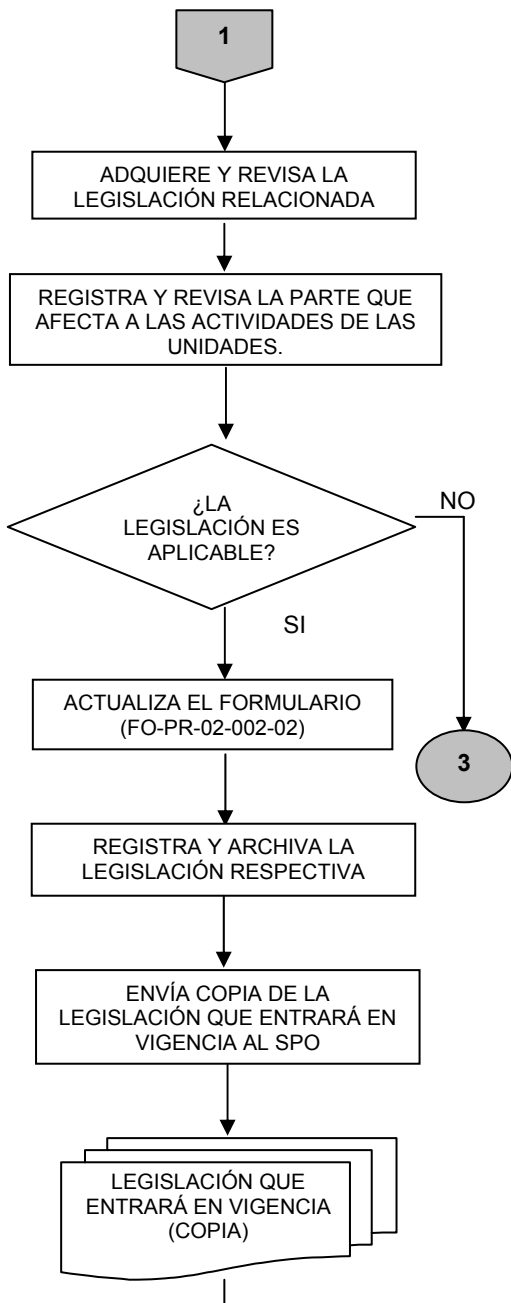 1
ADQUIERE Y REVISA LA
LEGISLACIÓN RELACIONADA
REGISTRA Y REVISA LA PARTE QUE
AFECTA A LAS ACTIVIDADES DE LAS
UNIDADES.
¿LA
LEGISLACIÓN ES
APLICABLE?
NO
SI
ACTUALIZA EL FORMULARIO
(FO-PR-02-002-02)
3
REGISTRA Y ARCHIVA LA
LEGISLACIÓN RESPECTIVA
ENVÍA COPIA DE LA
LEGISLACIÓN QUE ENTRARÁ EN
VIGENCIA AL SPO
LEGISLACIÓN QUE
ENTRARÁ EN VIGENCIA
(COPIA)